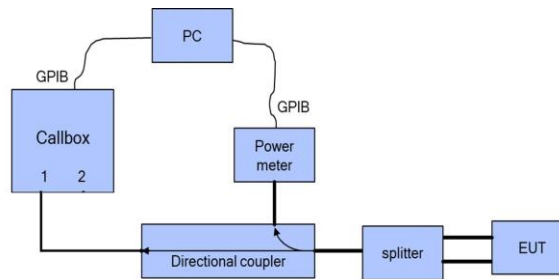 PC
GPIB
GPIB
Callbox
1 2
Power
meter
Directional coupler
splitter
EUT